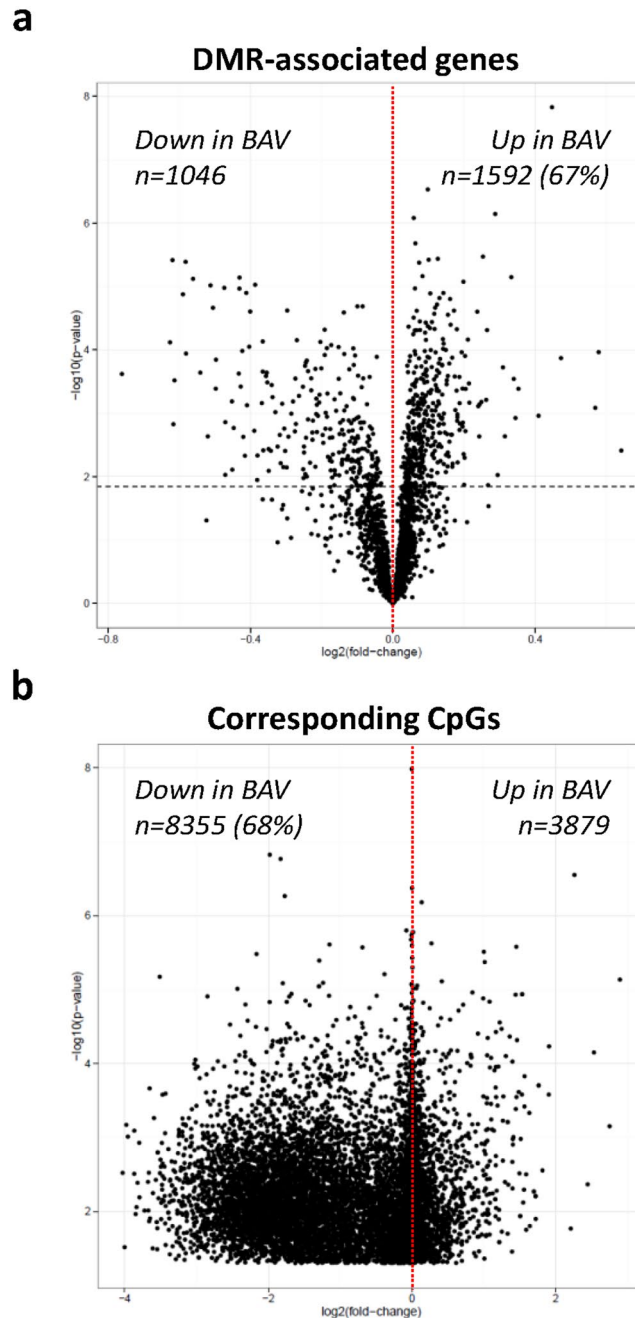 a
DMR-associated genes
Down in BAV
n=1046
Up in BAV
n=1592 (67%)
8
6
4
2
0
-log10(p-value)
−0.8
−0.4
0.0
0.4
log2(fold-change)
b
Corresponding CpGs
Down in BAV
n=8355 (68%)
Up in BAV
n=3879
8
6
4
2
−log10(p-value)
−4
−2
0
2
log2(fold-change)